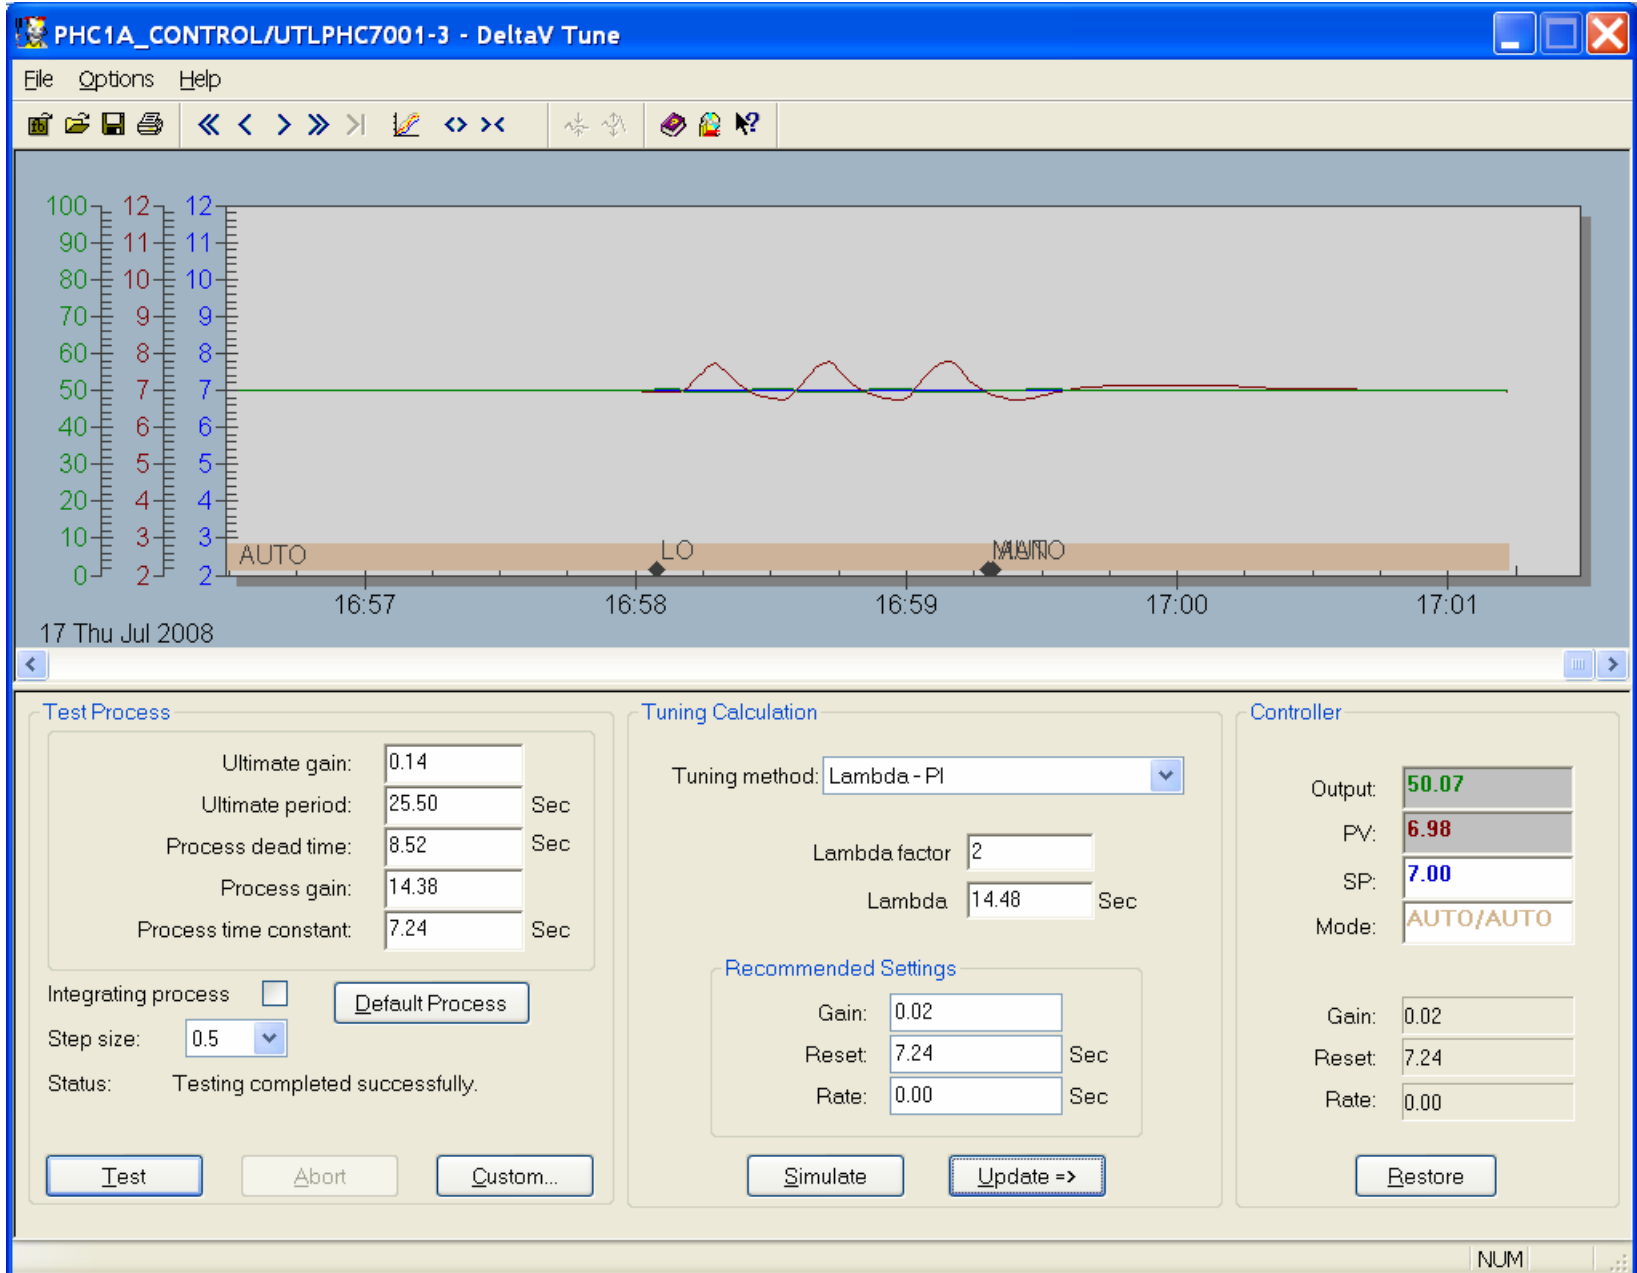 PHC1A_CONTROL/UTLPHC7001-3 - DeltaV Tune
File Options Help
100 12 12
90 11 11
80 10 10
70 9 9
60 8 8
50 7 7
40 6 6
30 5 5
20 4 4
10 3 3
0 2 2
AUTO LO
16:57 16:58 16:59 17:00 17:01
17 Thu Jul 2008
Test Process
Ultimate gain: 0.14
Ultimate period: 25.50 Sec
Process dead time: 8.52 Sec
Process gain: 14.38
Process time constant: 7.24 Sec
Integrating process
Default Process
Step size: 0.5
Status: Testing completed successfully.
Test Abort Custom...
Tuning Calculation
Tuning method: Lambda - PI
Lambda factor 2
Lambda 14.48 Sec
Recommended Settings
Gain: 0.02
Reset: 7.24 Sec
Rate: 0.00 Sec
Simulate Update =>
Controller
Output: 50.07
PV: 6.98
SP: 7.00
Mode: AUTO/AUTO
Gain: 0.02
Reset: 7.24
Rate: 0.00
Restore
NUM